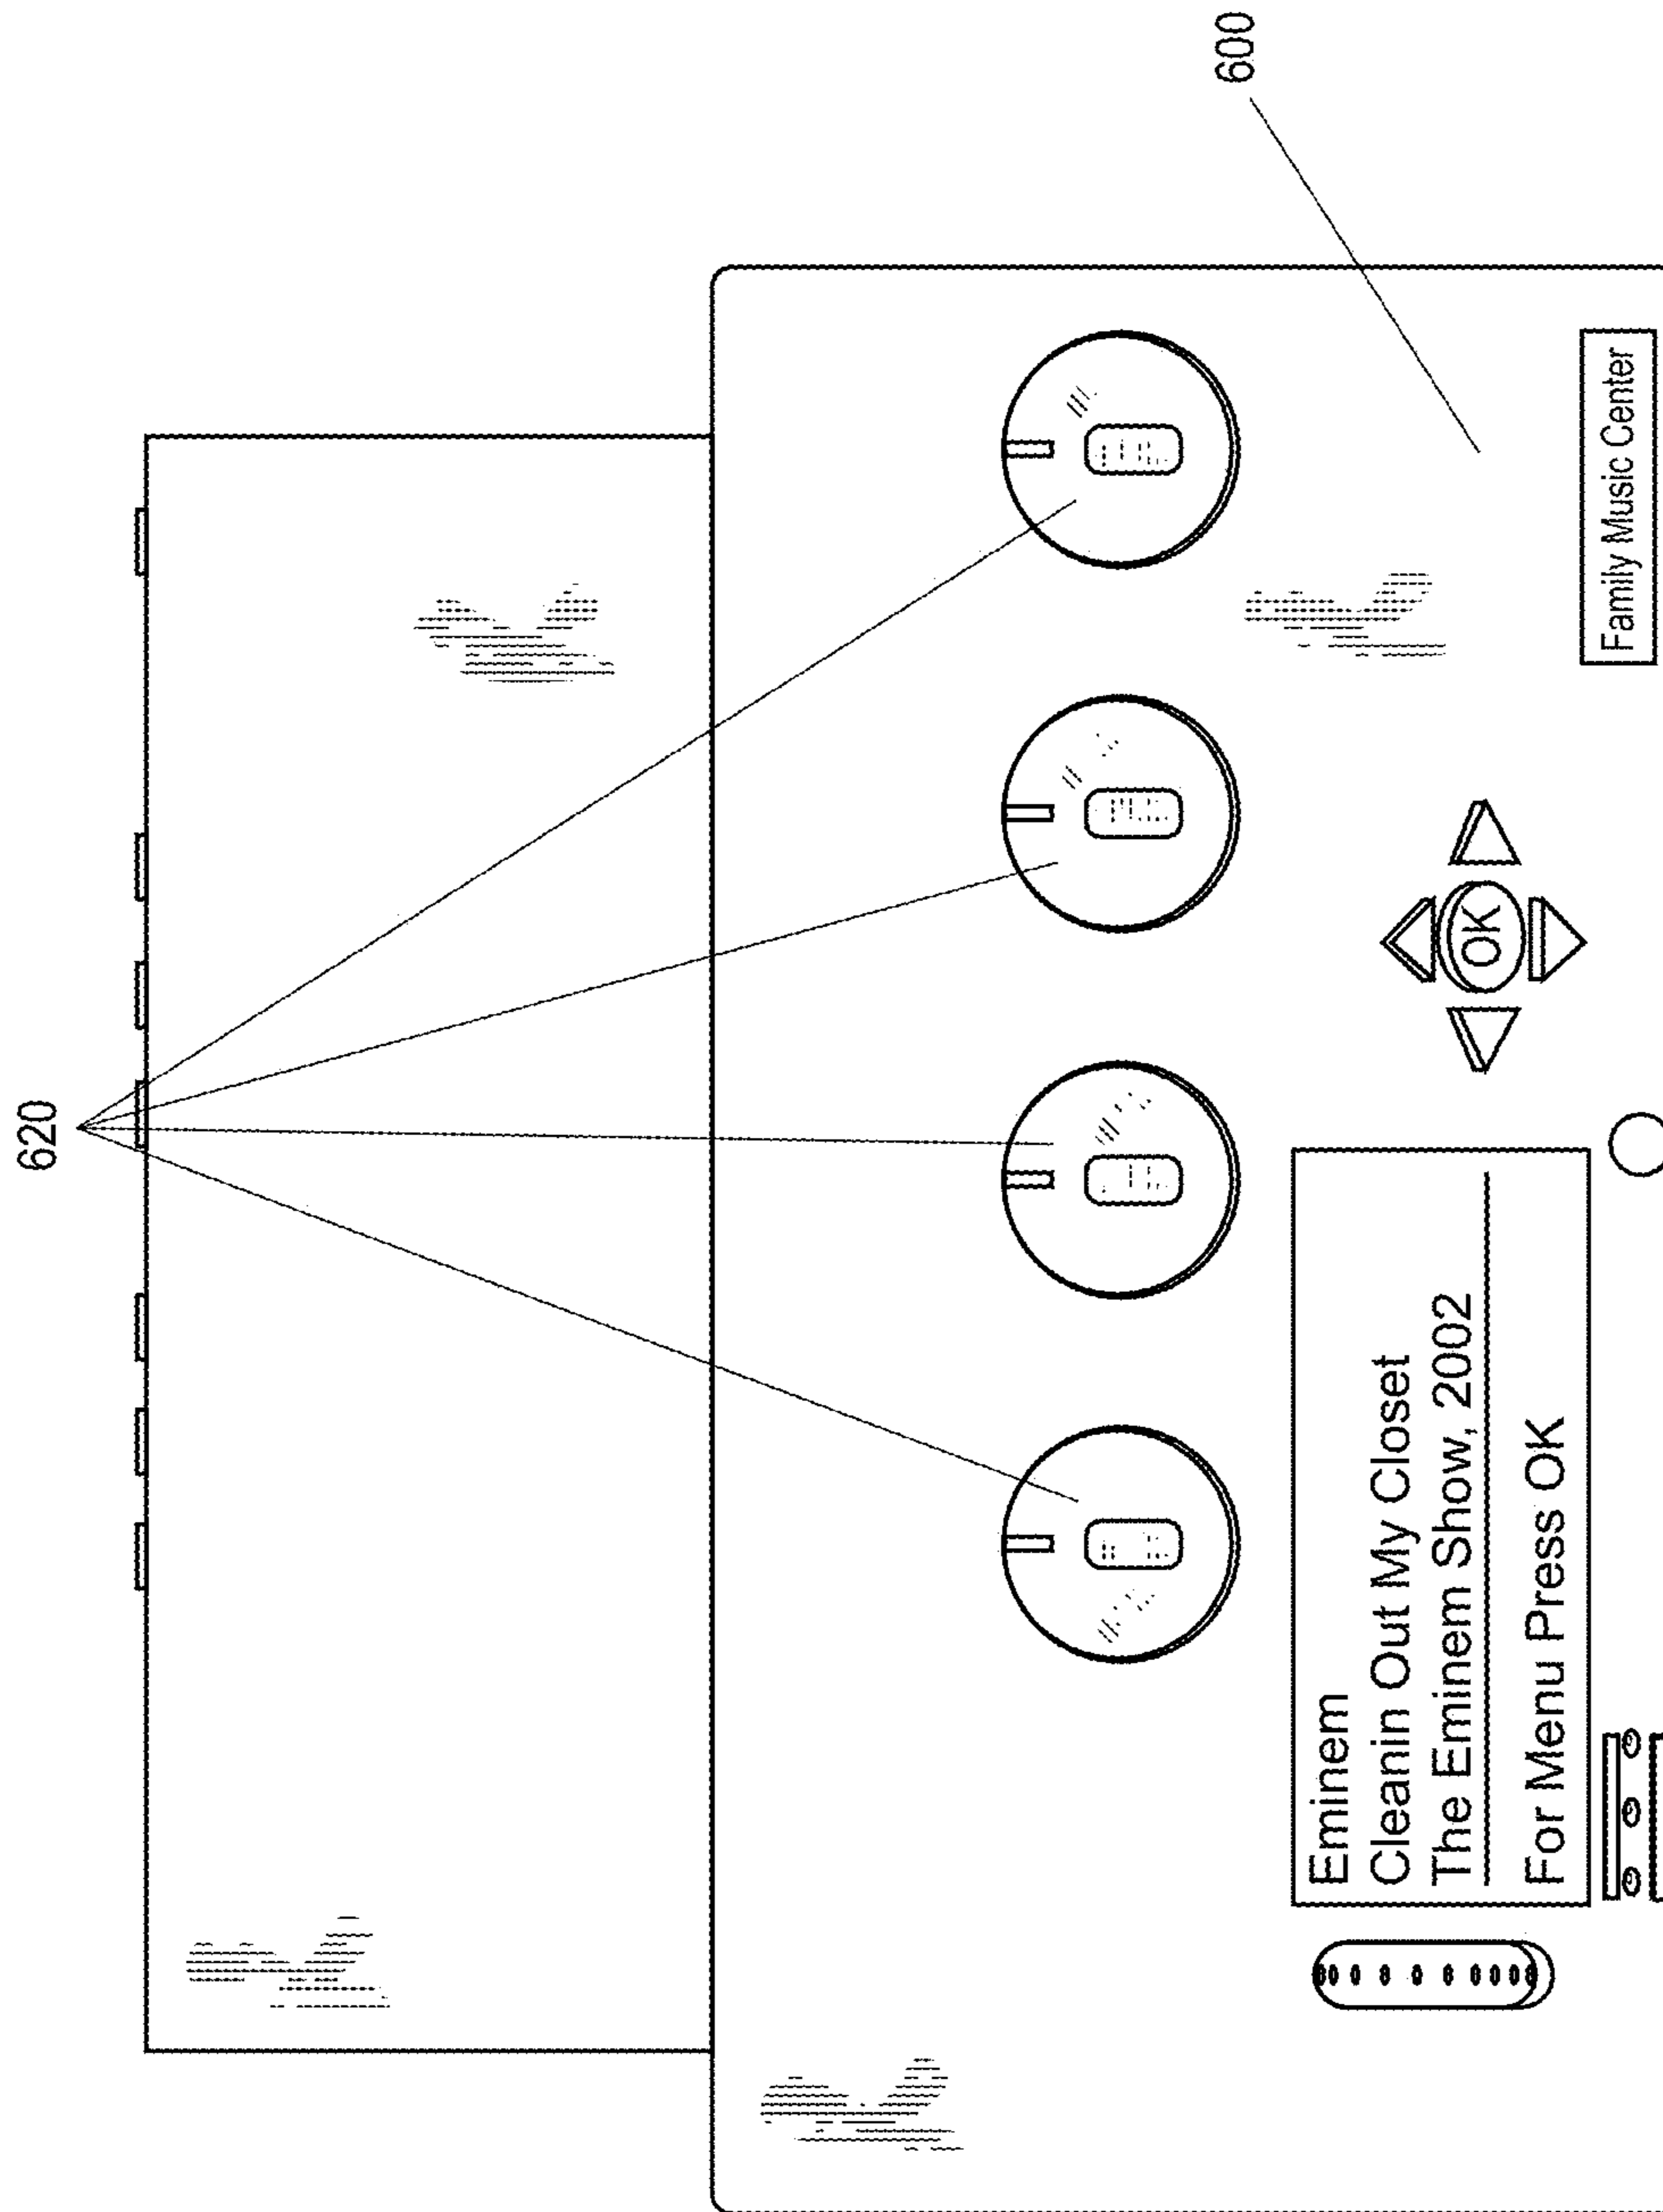 620
600
Eminem
Cleanin Out My Closet
The Eminem Show, 2002
For Menu Press OK
OK
Family Music Center